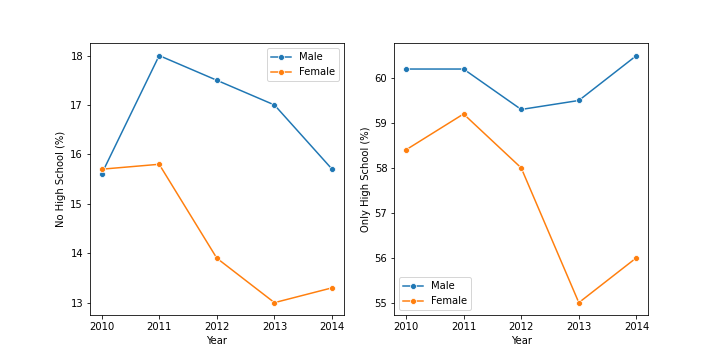 No High School (%)
18
17
16
15
14
13
2010 2011 2012 2013 2014
Year
Male
Female
Only High School (%)
60
59
58
57
56
55
2010 2011 2012 2013 2014
Year
Male
Female